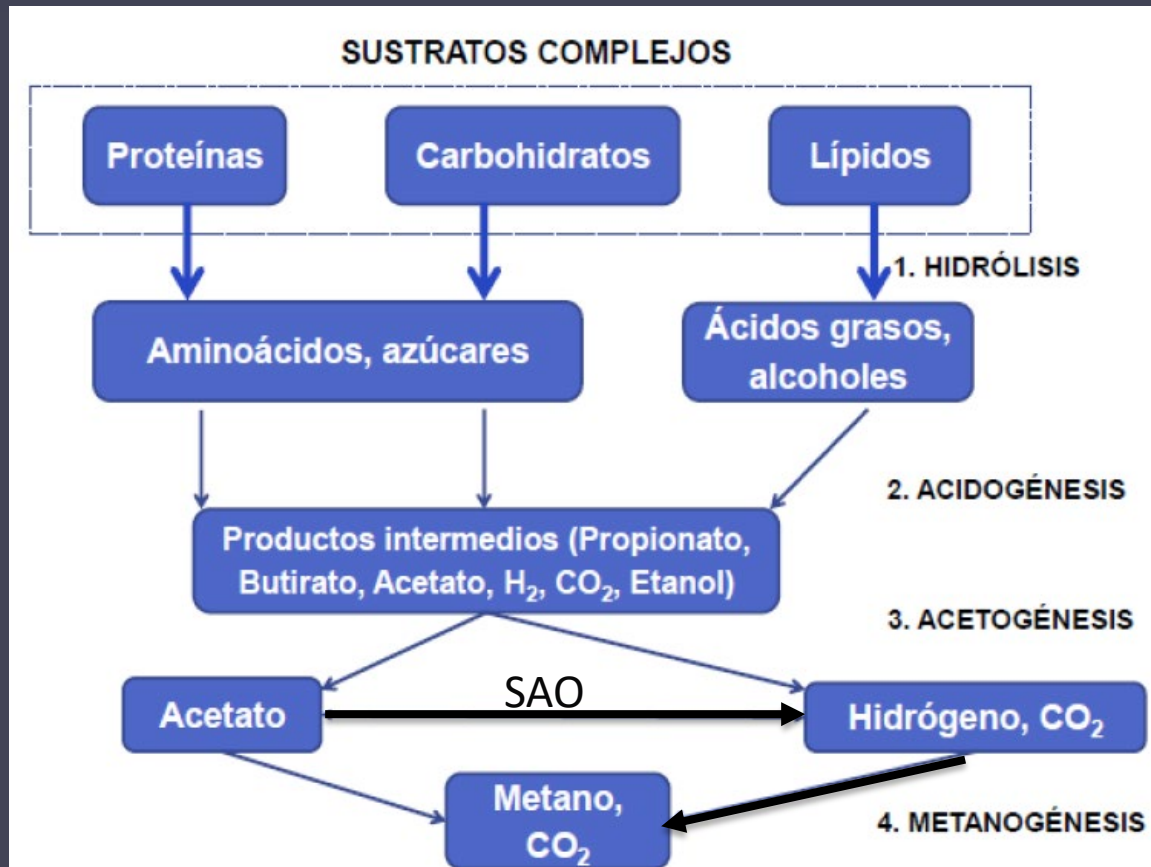 SUSTRATOS COMPLEJOS
Proteínas
Carbohidratos
Lípidos
1. HIDRÓLISIS
Aminoácidos, azúcares
Ácidos grasos,
alcoholes
2. ACIDOGÉNESIS
Productos intermedios (Propionato,
Butirato, Acetato, H₂, CO₂, Etanol)
3. ACETOGÉNESIS
Acetato
SAO
Hidrógeno, CO₂
Metano,
CO₂
4. METANOGÉNESIS